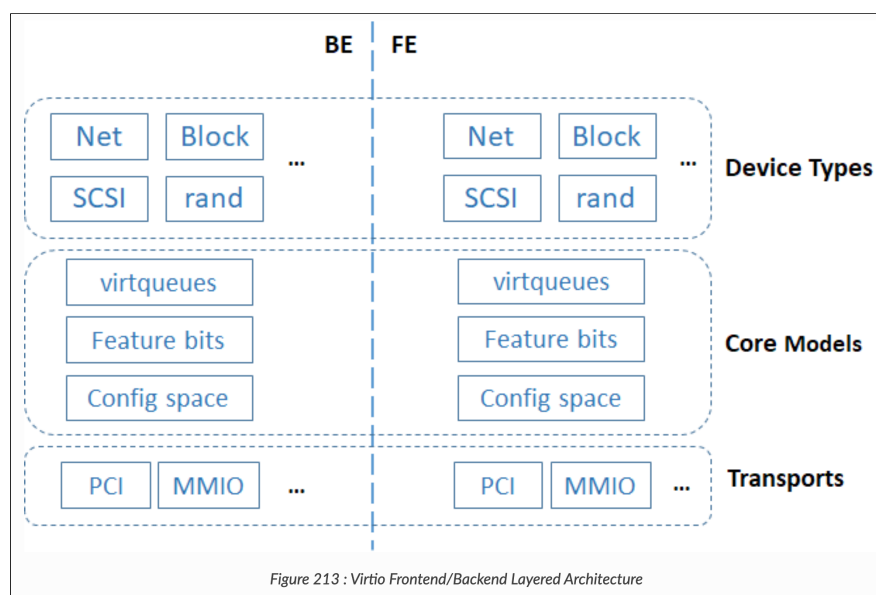 BE FE
Net Block ... Net Block ...
SCSI rand SCSI rand
Device Types
virtqueues virtqueues
Feature bits Feature bits
Core Models
Config space Config space
PCI MMIO ... PCI MMIO ...
Transports
Figure 213 : Virtio Frontend/Backend Layered Architecture